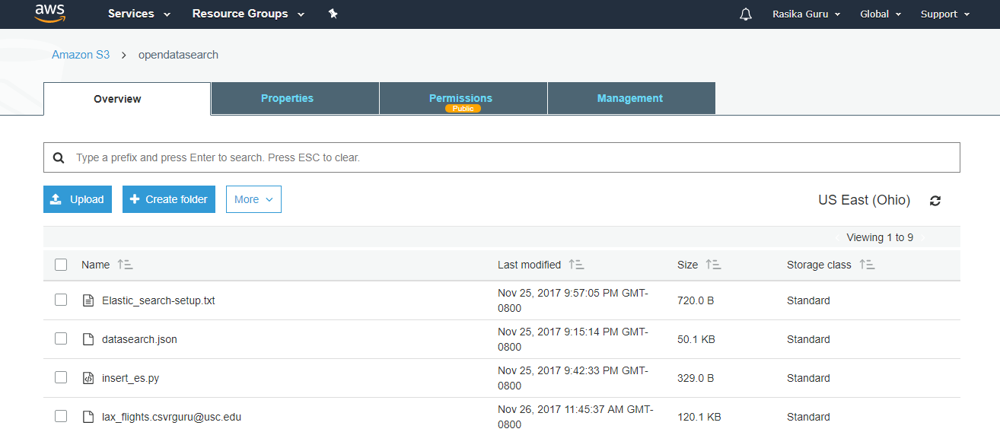 aws Services Resource Groups Rasika Guru Global Support
Amazon S3 > opendatasearch
Overview Properties Permissions Management
Public
Type a prefix and press Enter to search. Press ESC to clear.
Upload Create folder More US East (Ohio)
Viewing 1 to 9
Name Last modified Size Storage class
Elastic_search-setup.txt Nov 25, 2017 9:57:05 PM GMT-0800 720.0 B Standard
datasearch.json Nov 25, 2017 9:15:14 PM GMT-0800 50.1 KB Standard
insert_es.py Nov 25, 2017 9:42:33 PM GMT-0800 329.0 B Standard
lax_flights.csvrguru@usc.edu Nov 26, 2017 11:45:37 AM GMT-0800 120.1 KB Standard